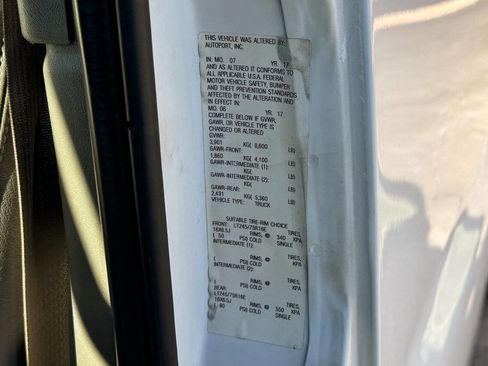 THIS VEHICLE WAS ALTERED BY:
AUTOPORT, INC.
IN: MO. 07 YR. 17
AND AS ALTERED IT CONFORMS TO
ALL APPLICABLE U.S.A. FEDERAL
MOTOR VEHICLE SAFETY, BUMPER
AND THEFT PREVENTION STANDARDS
AFFECTED BY THE ALTERATION AND
IN EFFECT IN:
MO. 06 YR. 17
COMPLETE BELOW IF GVWR,
GAWR, OR VEHICLE TYPE IS
CHANGED OR ALTERED
GVWR:
3,901 KG( 8,600 LB)
GAWR-FRONT:
1,860 KG( 4,100 LB)
GAWR-INTERMEDIATE (1):
KG( LB)
GAWR-INTERMEDIATE (2):
KG( LB)
GAWR-REAR:
2,431 KG( 5,360 LB)
VEHICLE TYPE: TRUCK
SUITABLE TIRE-RIM CHOICE
FRONT: LT245/75R16E TIRES,
16X6.5J RIMS, @ 340 KPA
( 50 PSI) COLD SINGLE
INTERMEDIATE (1):
TIRES,
RIMS, @ KPA
( PSI) COLD
INTERMEDIATE (2):
TIRES,
RIMS, @ KPA
( PSI) COLD
REAR:
LT245/75R16E TIRES,
16X6.5J RIMS, @ 550 KPA
( 80 PSI) COLD SINGLE